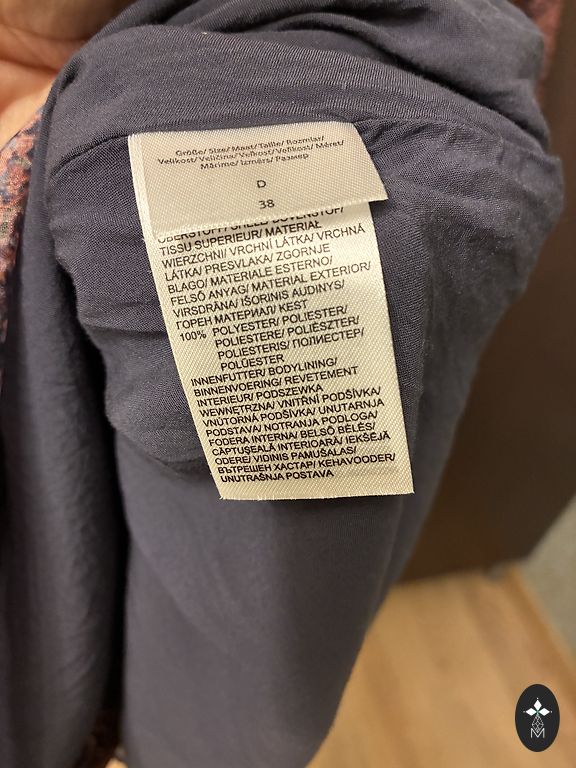 Größe/ Size/ Maat/ Taille/ Rozmiar/
Velikost/ Veličina/ Veľkosť/ Velikost/ Méret/
Mărime/ Izmērs/ Размер
D
38
OBERSTOFF/ SHELL/ BOVENSTOF/
TISSU SUPERIEUR/ MATERIAŁ
WIERZCHNI/ VRCHNÍ LÁTKA/ VRCHNÁ
LÁTKA/ PRESVLAKA/ ZGORNJE
BLAGO/ MATERIALE ESTERNO/
FELSŐ ANYAG/ MATERIAL EXTERIOR/
VIRSDRĀNA/ IŠORINIS AUDINYS/
ГОРЕН МАТЕРИАЛ/ KEST
100% POLYESTER/ POLIESTER/
POLIESTERE/ POLIÉSZTER/
POLIESTERIS/ ПОЛИЕСТЕР/
POLÜESTER
INNENFUTTER/ BODYLINING/
BINNENVOERING/ REVETEMENT
INTERIEUR/ PODSZEWKA
WEWNĘTRZNA/ VNITŘNÍ PODŠÍVKA/
VNÚTORNÁ PODŠÍVKA/ UNUTARNJA
PODSTAVA/ NOTRANJA PODLOGA/
FODERA INTERNA/ BELSŐ BÉLÉS/
CĂPTUŞEALĂ INTERIOARĂ/ IEKŠĒJĀ
ODERE/ VIDINIS PAMUŠALAS/
ВЪТРЕШЕН ХАСТАР/ KEHAVOODER/
UNUTRAŠNJA POSTAVA
M